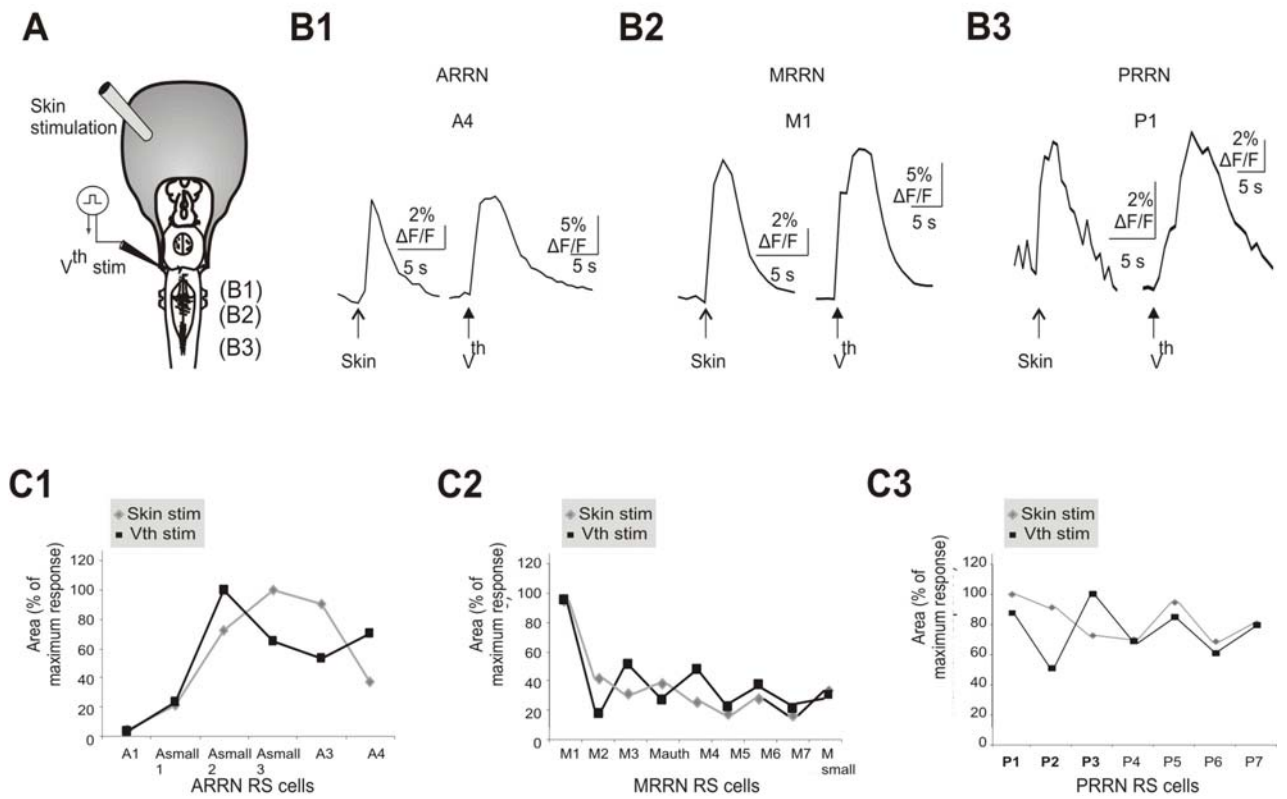 A
B1
B2
B3
Skin
stimulation
Vth stim
(B1)
(B2)
(B3)
ARRN
A4
2%
ΔF/F
5 s
5%
ΔF/F
5 s
Skin
Vth
MRRN
M1
2%
ΔF/F
5 s
5%
ΔF/F
5 s
Skin
Vth
PRRN
P1
2%
ΔF/F
5 s
2%
ΔF/F
5 s
Skin
Vth
C1
Skin stim
Vth stim
Area (% of
maximum response)
120
100
80
60
40
20
0
A1 Asmall Asmall Asmall A3 A4
1 2 3
ARRN RS cells
C2
Skin stim
Vth stim
Area (% of
maximum response)
120
100
80
60
40
20
0
M1 M2 M3 Mauth M4 M5 M6 M7 M
small
MRRN RS cells
C3
Skin stim
Vth stim
Area (% of
maximum response)
120
100
80
60
40
20
0
P1 P2 P3 P4 P5 P6 P7
PRRN RS cells